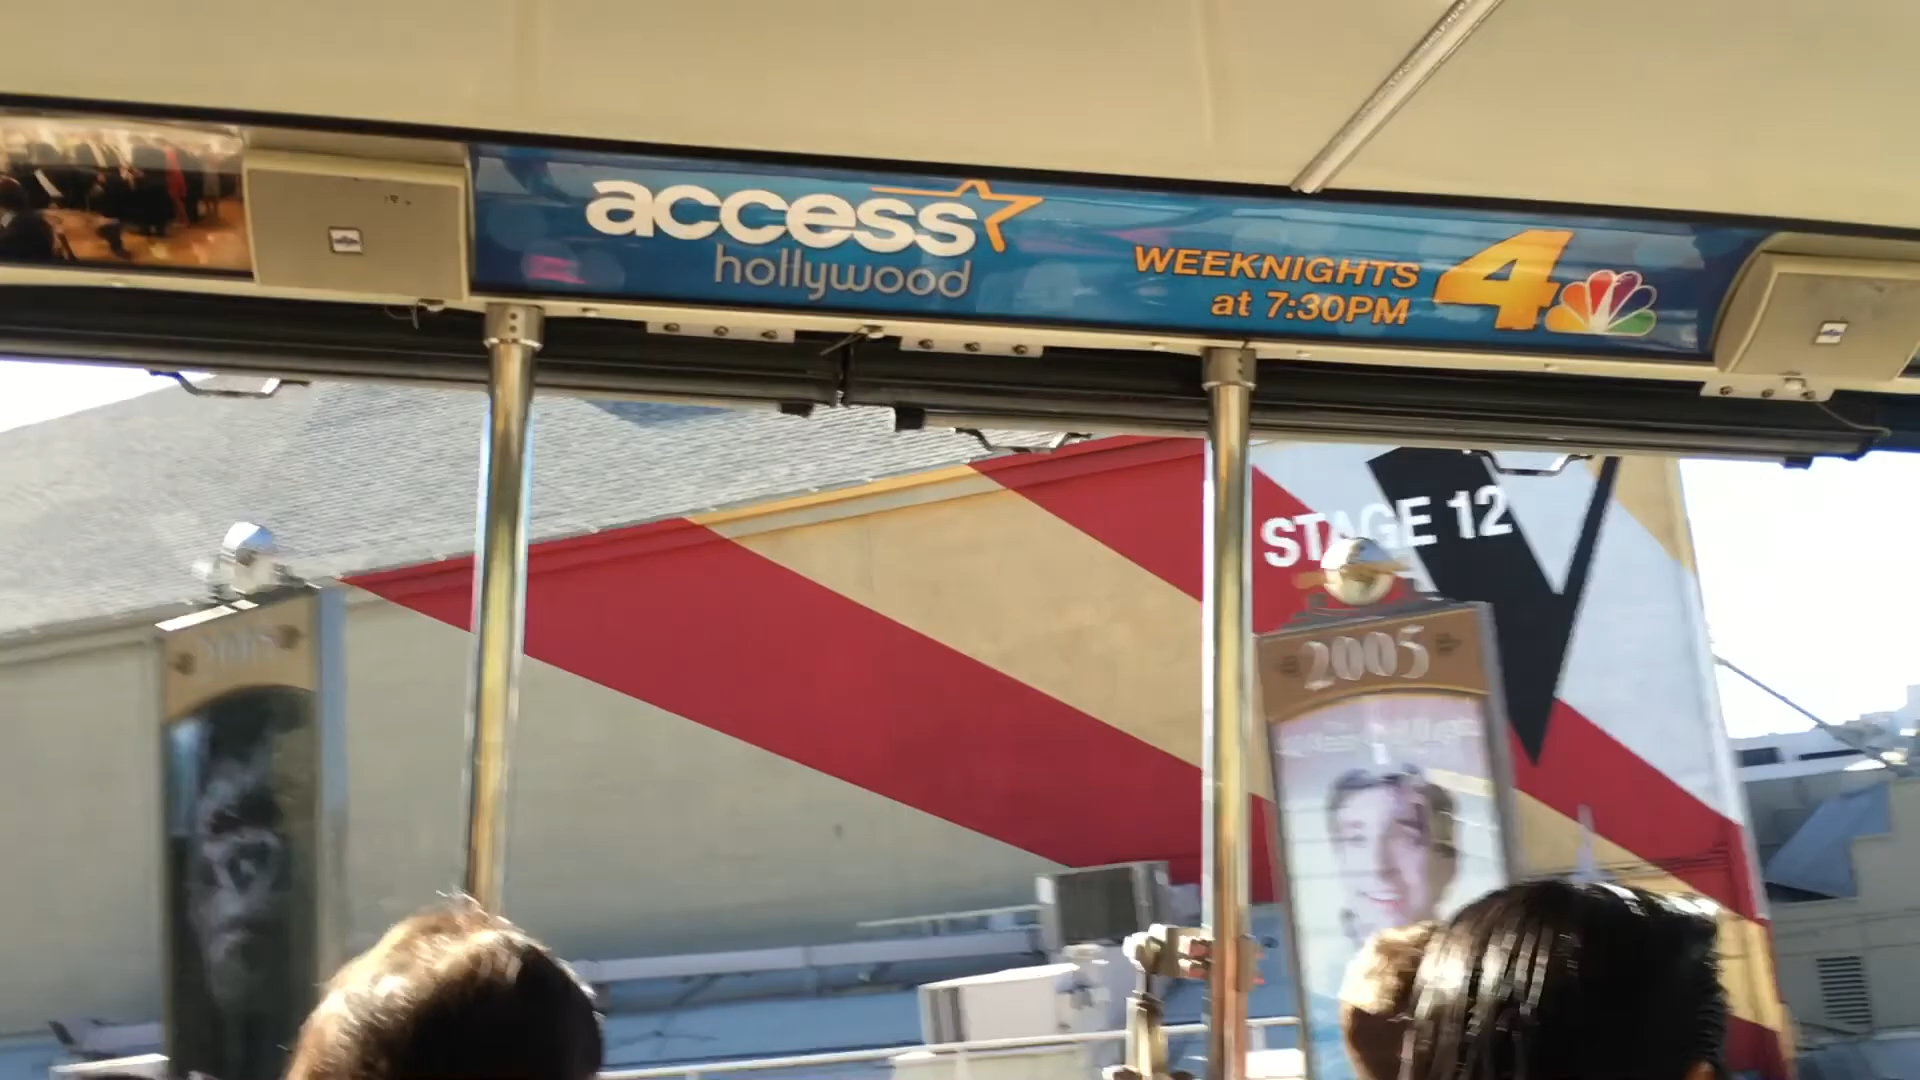 access
hollywood
WEEKNIGHTS
at 7:30PM
4
STAGE 12
2005